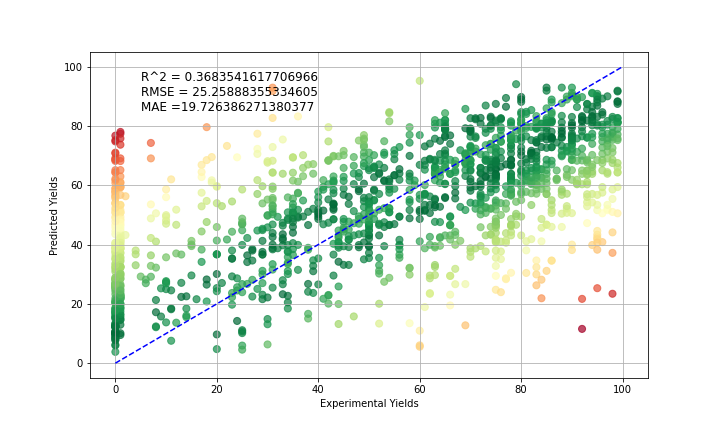 R^2 = 0.3683541617706966
RMSE = 25.25888355334605
MAE =19.726386271380377
100
80
60
40
20
0
Predicted Yields
0 20 40 60 80 100
Experimental Yields